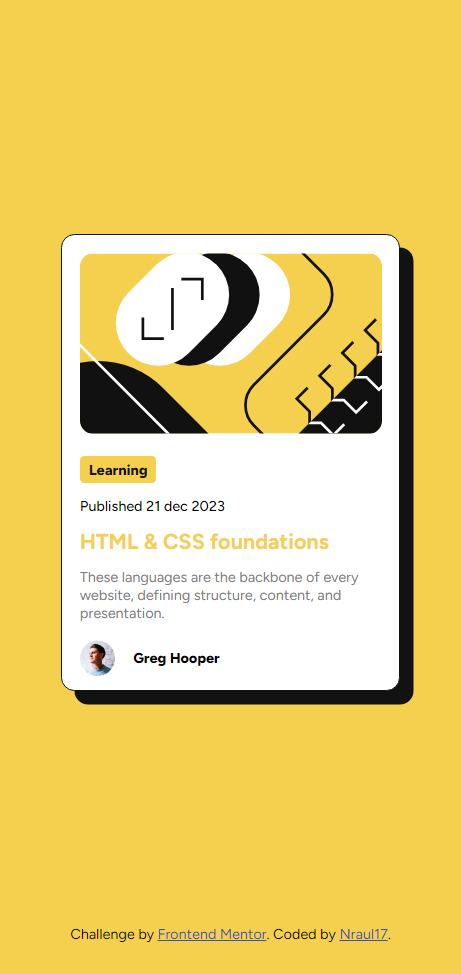 Learning
Published 21 dec 2023
HTML & CSS foundations
These languages are the backbone of every
website, defining structure, content, and
presentation.
Greg Hooper
Challenge by Frontend Mentor. Coded by Nraul17.